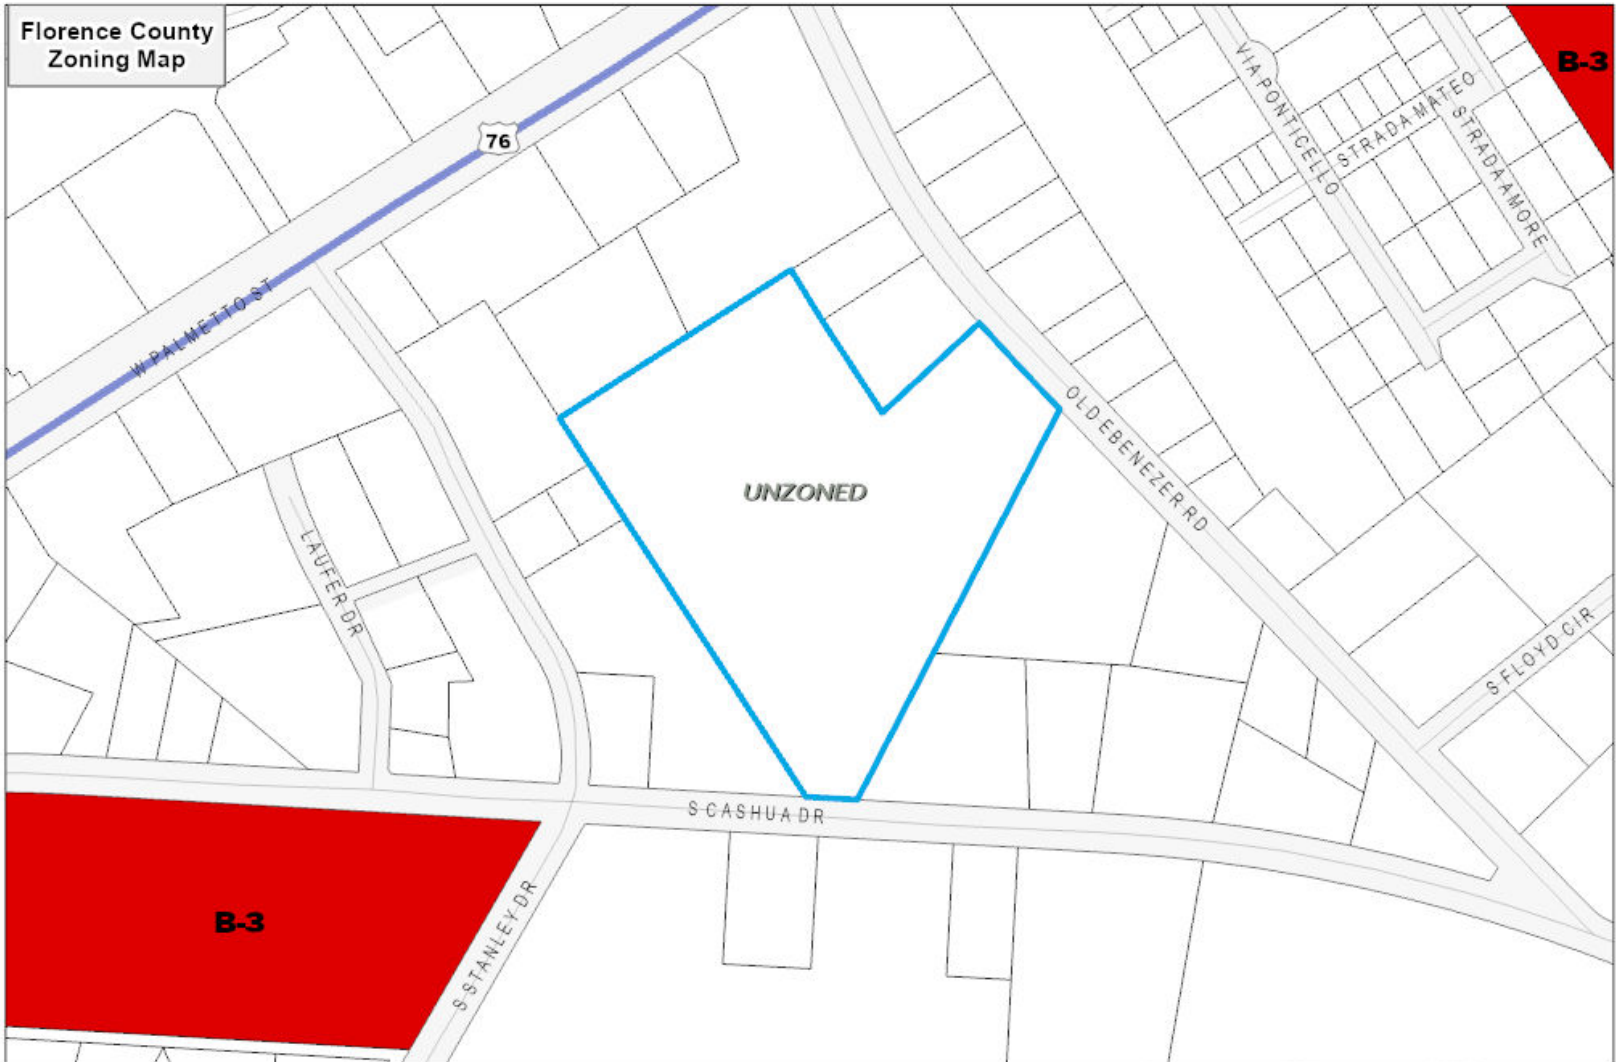 Florence County
Zoning Map
B-3
76
VIA PONTICELLO
STRADA MATEO
STRADA AMORE
W PALMETTO ST
OLD EBENEZER RD
UNZONED
LAUFER DR
S FLOYD CIR
S CASHUA DR
B-3
S STANLEY DR